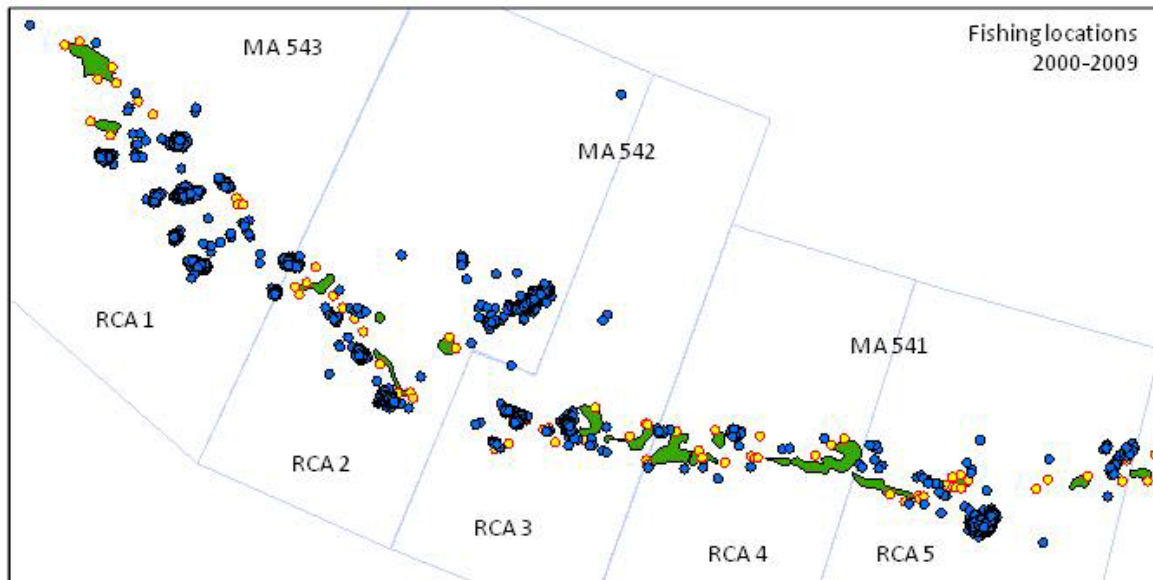 Fishing locations
2000-2009
MA 543
MA 542
MA 541
RCA 1
RCA 2
RCA 3
RCA 4
RCA 5